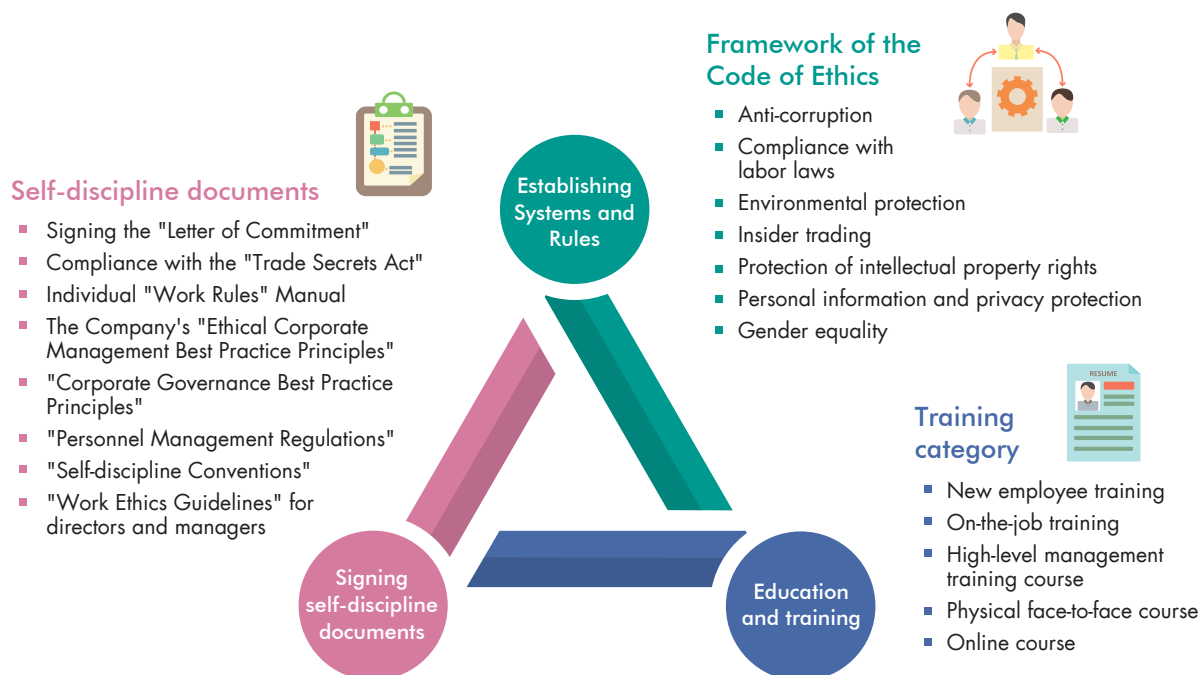 Framework of the
Code of Ethics
Anti-corruption
Compliance with
labor laws
Environmental protection
Insider trading
Protection of intellectual property rights
Personal information and privacy protection
Gender equality
Self-discipline documents
Signing the "Letter of Commitment"
Compliance with the "Trade Secrets Act"
Individual "Work Rules" Manual
The Company's "Ethical Corporate
Management Best Practice Principles"
"Corporate Governance Best Practice
Principles"
"Personnel Management Regulations"
"Self-discipline Conventions"
"Work Ethics Guidelines" for
directors and managers
Establishing
Systems and
Rules
RESUME
Training
category
New employee training
On-the-job training
High-level management
training course
Physical face-to-face course
Online course
Signing
self-discipline
documents
Education
and training